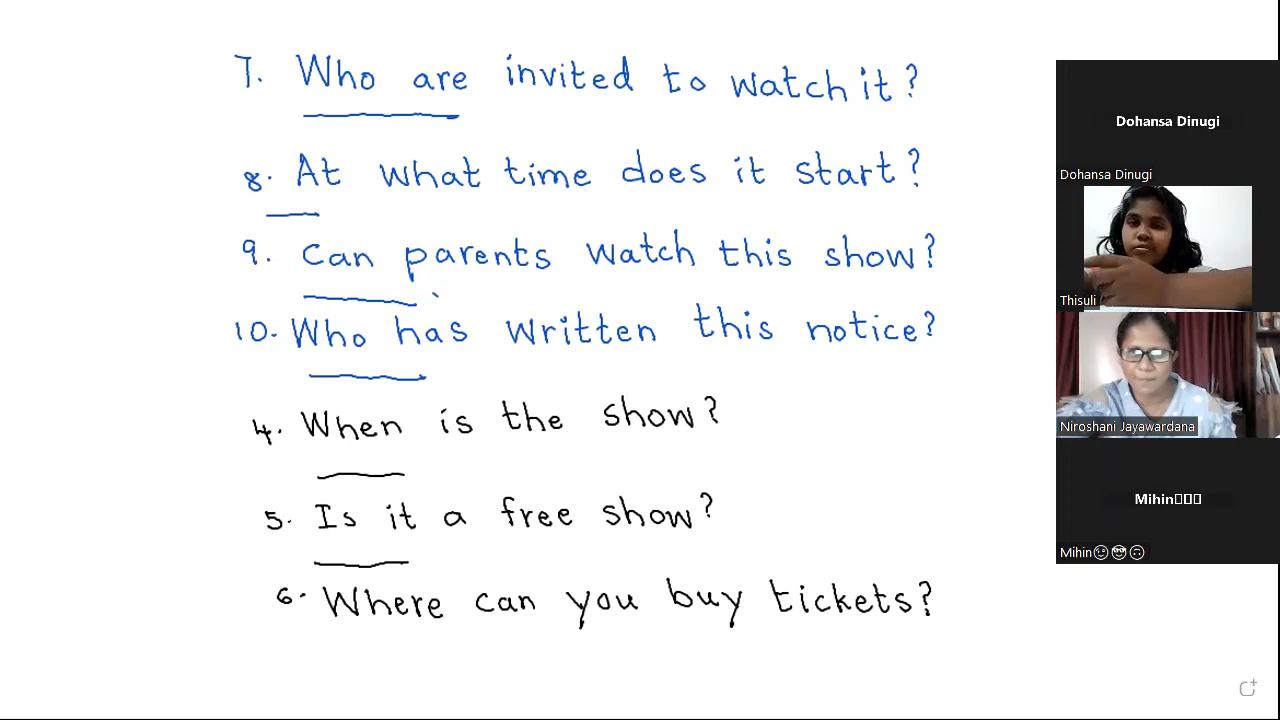 7. Who are invited to watch it?
8. At what time does it start?
9. Can parents watch this show?
10. Who has written this notice?
4. When is the show?
5. Is it a free show?
6. Where can you buy tickets?
Dohansa Dinugi
Dohansa Dinugi
Thisuli
Niroshani Jayawardana
Mihin▯▯▯
Mihin😉😎🙃